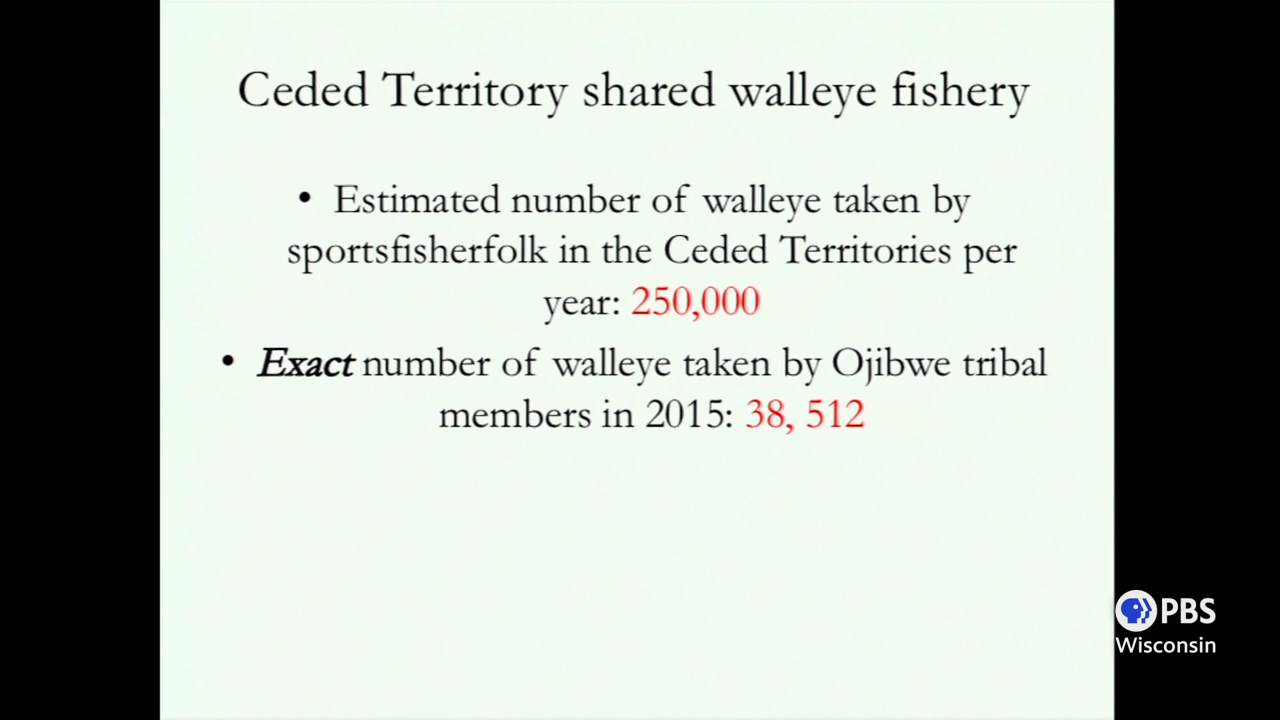 Ceded Territory shared walleye fishery
• Estimated number of walleye taken by
sportsfisherfolk in the Ceded Territories per
year: 250,000
• Exact number of walleye taken by Ojibwe tribal
members in 2015: 38, 512
PBS
Wisconsin